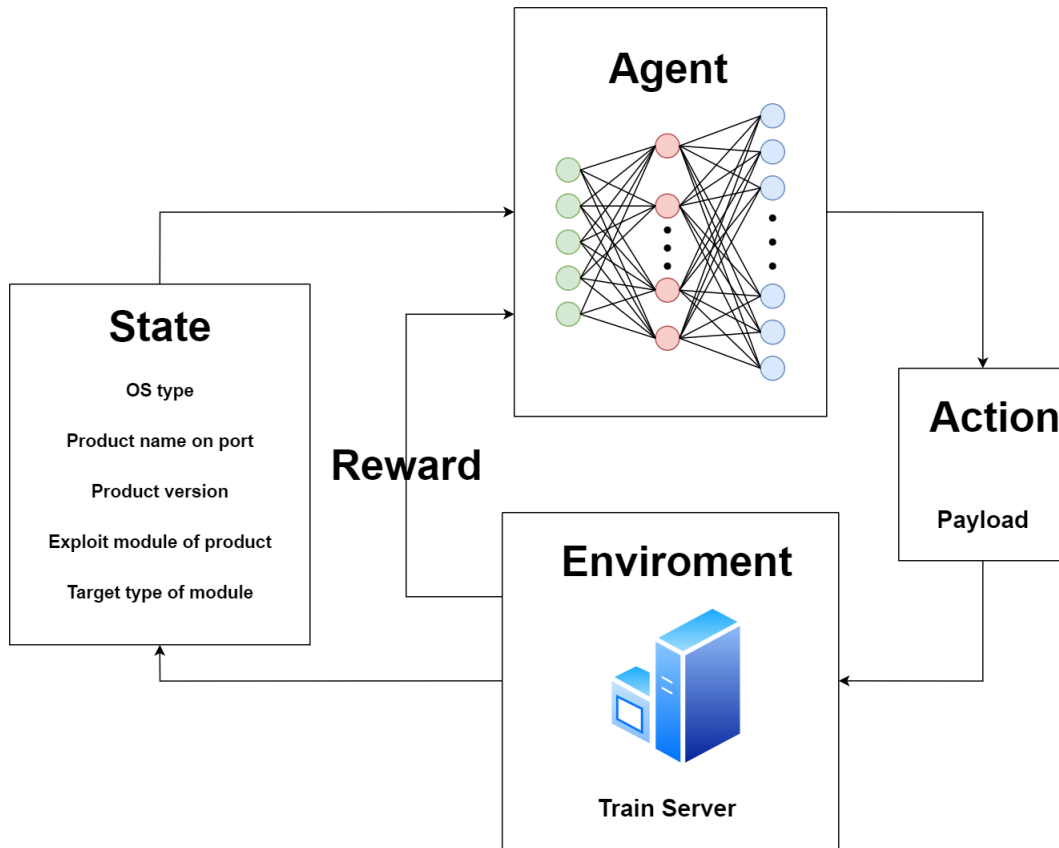 Agent
State
OS type
Product name on port
Product version
Exploit module of product
Target type of module
Reward
Action
Payload
Enviroment
Train Server